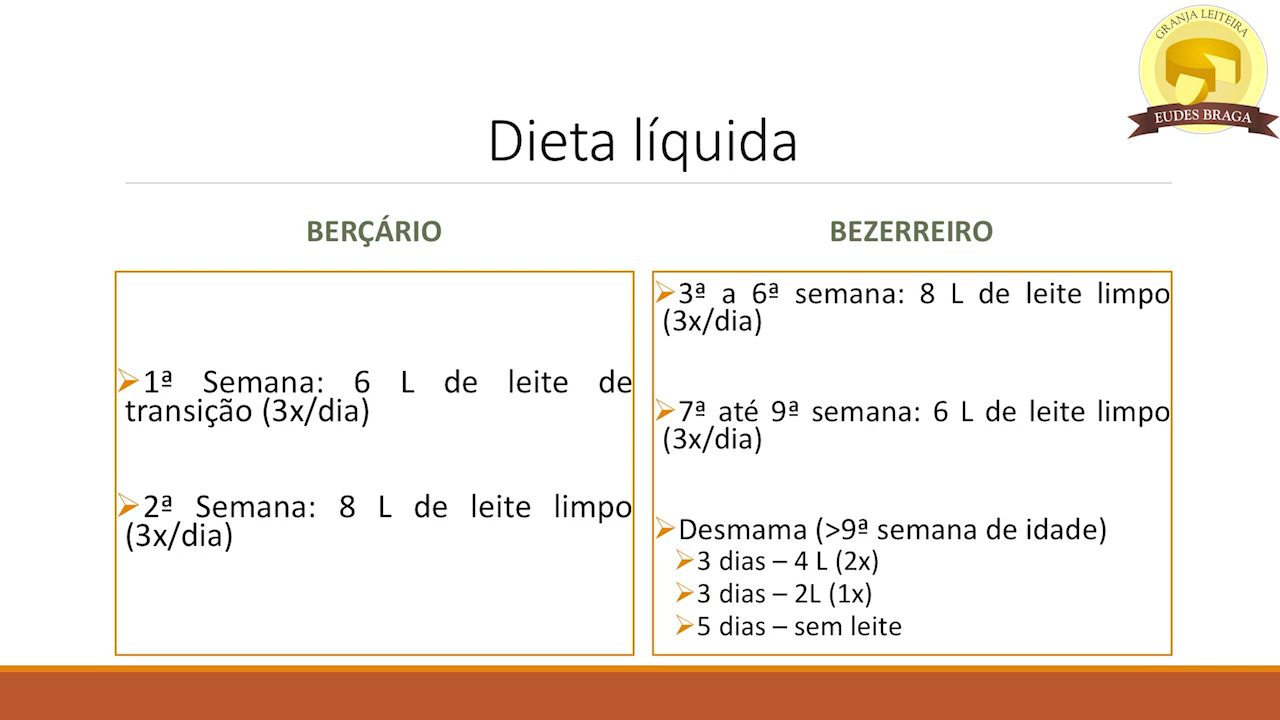 GRANJA LEITEIRA
EUDES BRAGA
Dieta líquida
BERÇÁRIO
➢1ª Semana: 6 L de leite de
transição (3x/dia)
➢2ª Semana: 8 L de leite limpo
(3x/dia)
BEZERREIRO
➢3ª a 6ª semana: 8 L de leite limpo
(3x/dia)
➢7ª até 9ª semana: 6 L de leite limpo
(3x/dia)
➢Desmama (>9ª semana de idade)
➢3 dias – 4 L (2x)
➢3 dias – 2L (1x)
➢5 dias – sem leite